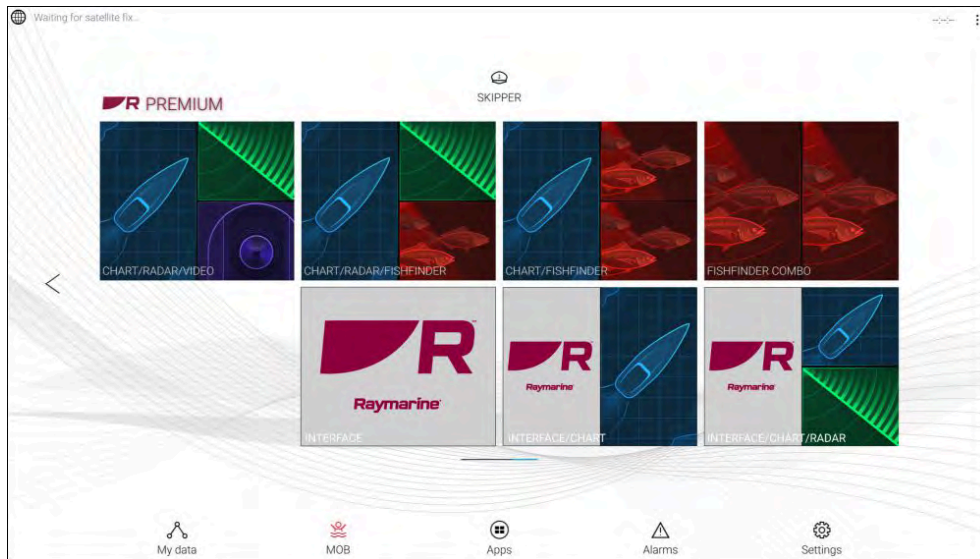 Waiting for satellite fix...
--:--:--
SKIPPER
R PREMIUM
CHART/RADAR/VIDEO
CHART/RADAR/FISHFINDER
CHART/FISHFINDER
FISHFINDER COMBO
R
Raymarine
INTERFACE
R
Raymarine
INTERFACE/CHART
R
Raymarine
INTERFACE/CHART/RADAR
My data
MOB
Apps
Alarms
Settings